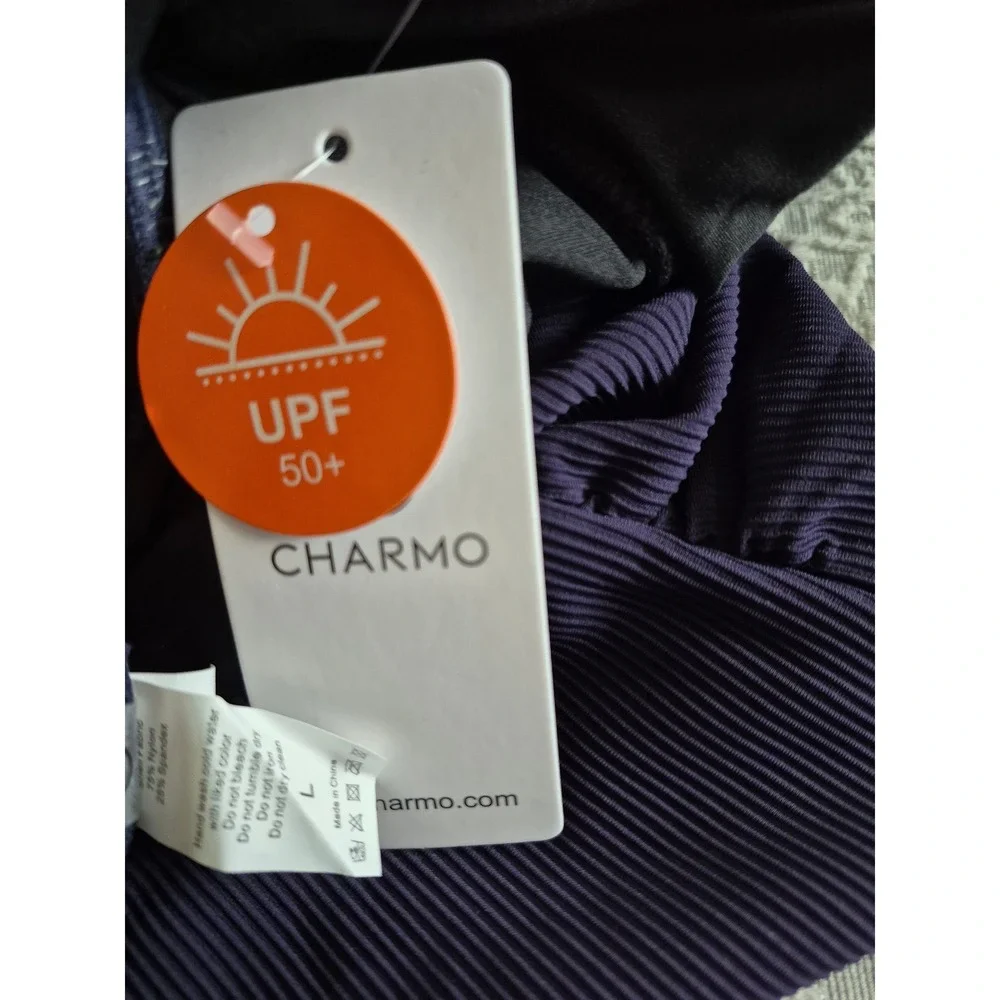 UPF
50+
CHARMO
harmo.com
75% Nylon
25% Spandex
Hand wash cold water
with liked color
Do not bleach
Do not tumble dry
Do not iron
Do not dry clean
L
Made in China